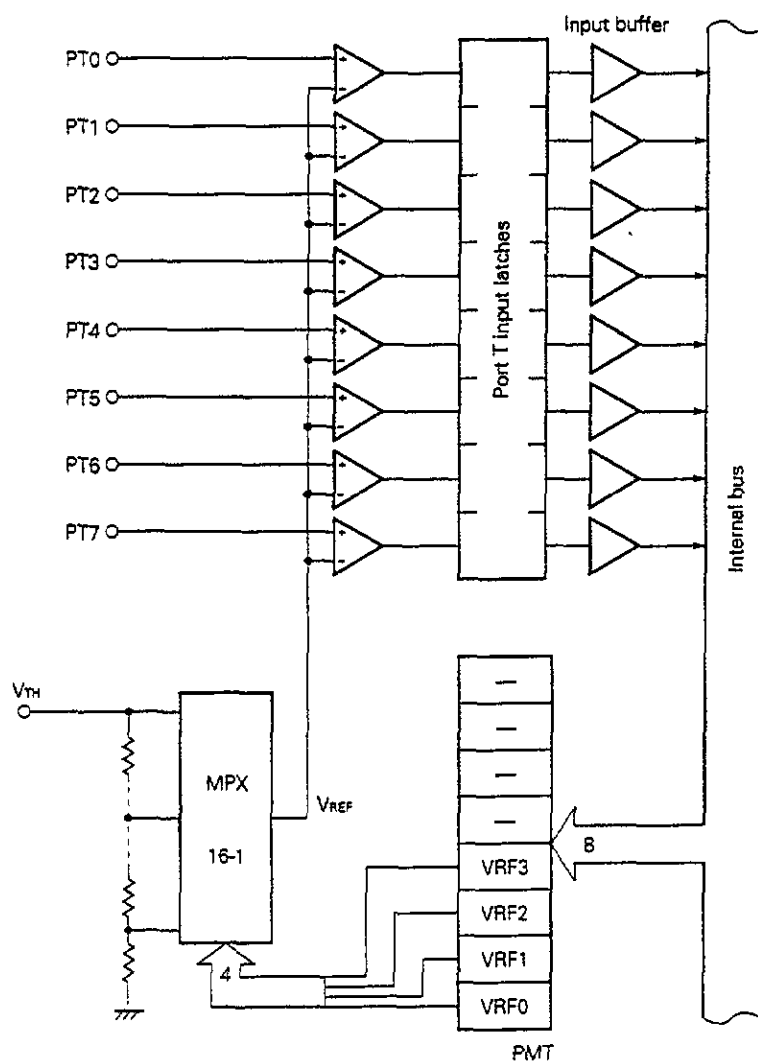 Input buffer
PT0
PT1
PT2
PT3
PT4
PT5
PT6
PT7
+
-
+
-
+
-
+
-
+
-
+
-
+
-
+
-
Port T input latches
Internal bus
VTH
MPX
16-1
VREF
4
—
—
—
—
VRF3
VRF2
VRF1
VRF0
8
PMT